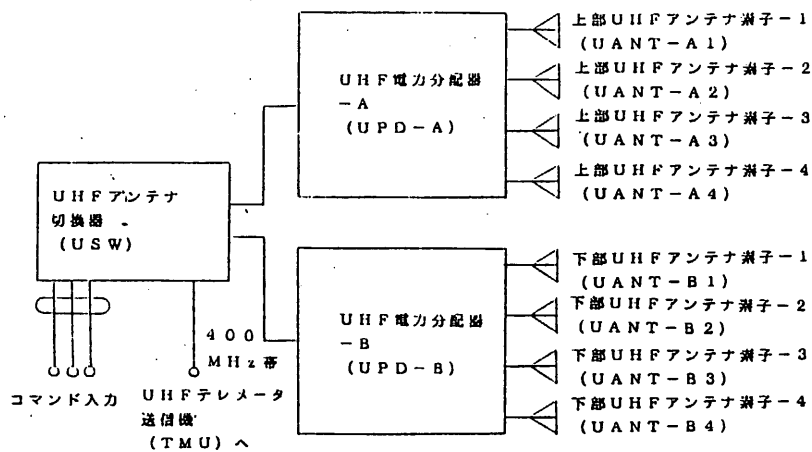 上部UHFアンテナ素子-1
(UANT-A1)
上部UHFアンテナ素子-2
(UANT-A2)
上部UHFアンテナ素子-3
(UANT-A3)
上部UHFアンテナ素子-4
(UANT-A4)
UHF電力分配器
-A
(UPD-A)
UHFアンテナ
切換器
(USW)
下部UHFアンテナ素子-1
(UANT-B1)
下部UHFアンテナ素子-2
(UANT-B2)
下部UHFアンテナ素子-3
(UANT-B3)
下部UHFアンテナ素子-4
(UANT-B4)
UHF電力分配器
-B
(UPD-B)
400
MHz帯
コマンド入力
UHFテレメータ
送信機
(TMU)へ